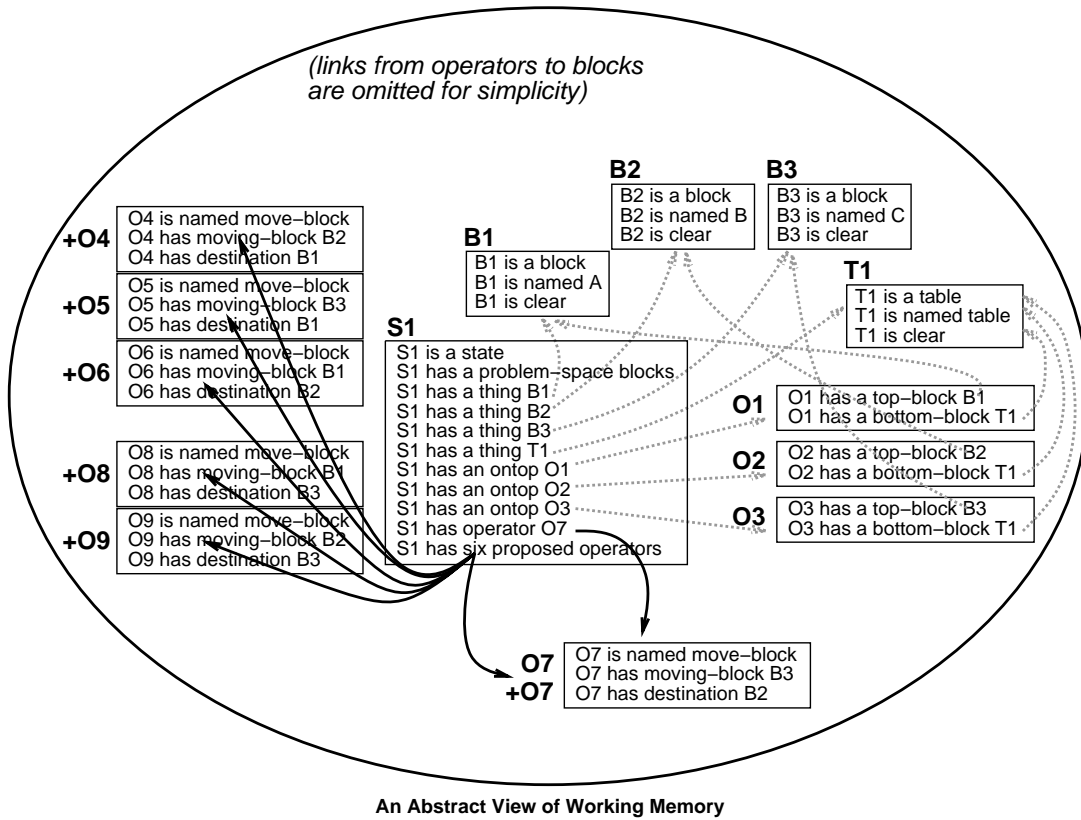 (links from operators to blocks
are omitted for simplicity)
+O4
O4 is named move−block
O4 has moving−block B2
O4 has destination B1
+O5
O5 is named move−block
O5 has moving−block B3
O5 has destination B1
+O6
O6 is named move−block
O6 has moving−block B1
O6 has destination B2
+O8
O8 is named move−block
O8 has moving−block B1
O8 has destination B3
+O9
O9 is named move−block
O9 has moving−block B2
O9 has destination B3
S1
S1 is a state
S1 has a problem−space blocks
S1 has a thing B1
S1 has a thing B2
S1 has a thing B3
S1 has a thing T1
S1 has an ontop O1
S1 has an ontop O2
S1 has an ontop O3
S1 has operator O7
S1 has six proposed operators
B1
B1 is a block
B1 is named A
B1 is clear
B2
B2 is a block
B2 is named B
B2 is clear
B3
B3 is a block
B3 is named C
B3 is clear
T1
T1 is a table
T1 is named table
T1 is clear
O1
O1 has a top−block B1
O1 has a bottom−block T1
O2
O2 has a top−block B2
O2 has a bottom−block T1
O3
O3 has a top−block B3
O3 has a bottom−block T1
O7
+O7
O7 is named move−block
O7 has moving−block B3
O7 has destination B2
An Abstract View of Working Memory